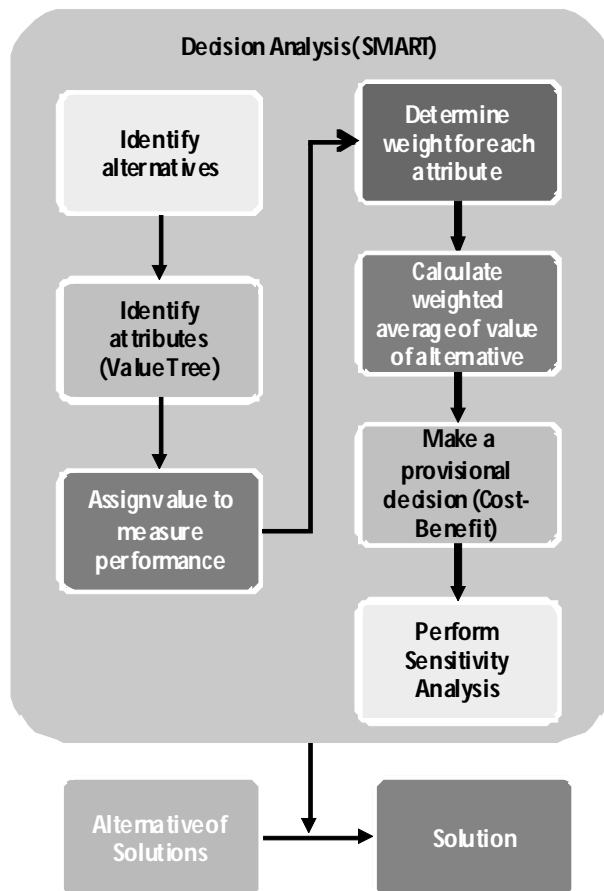 Decision Analysis(SMART)
Identify
alternatives
Identify
attributes
(Value Tree)
Assign value to
measure
performance
Determine
weight for each
attribute
Calculate
weighted
average of value
of alternative
Make a
provisional
decision (Cost-
Benefit)
Perform
Sensitivity
Analysis
Alternative of
Solutions
Solution